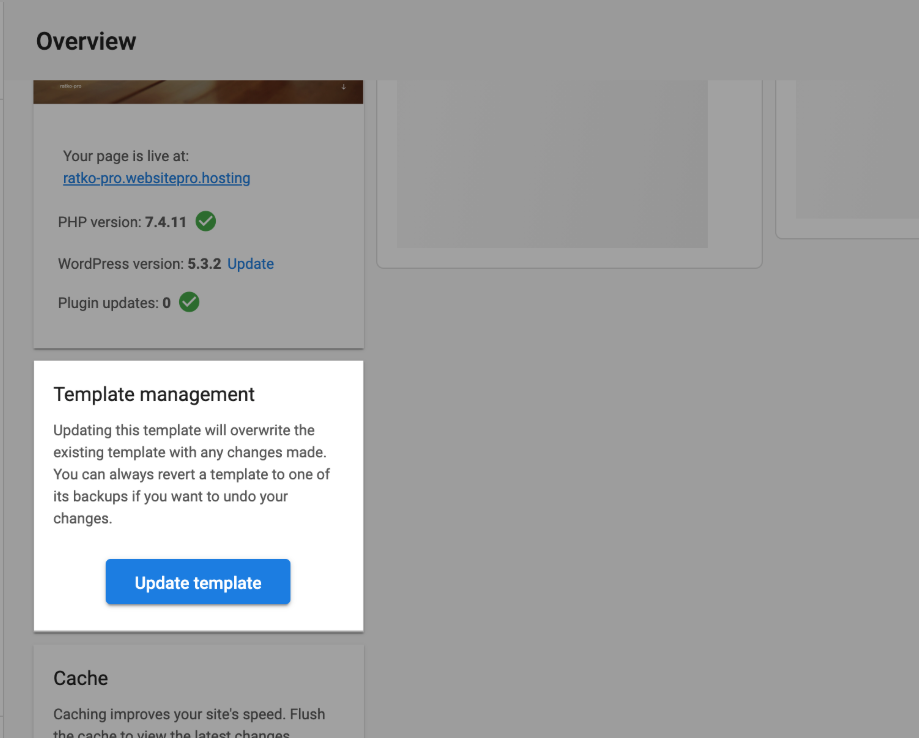 Overview
ratko-pro
Your page is live at:
ratko-pro.websitepro.hosting
PHP version: 7.4.11
WordPress version: 5.3.2 Update
Plugin updates: 0
Template management
Updating this template will overwrite the
existing template with any changes made.
You can always revert a template to one of
its backups if you want to undo your
changes.
Update template
Cache
Caching improves your site's speed. Flush
the cache to view the latest changes